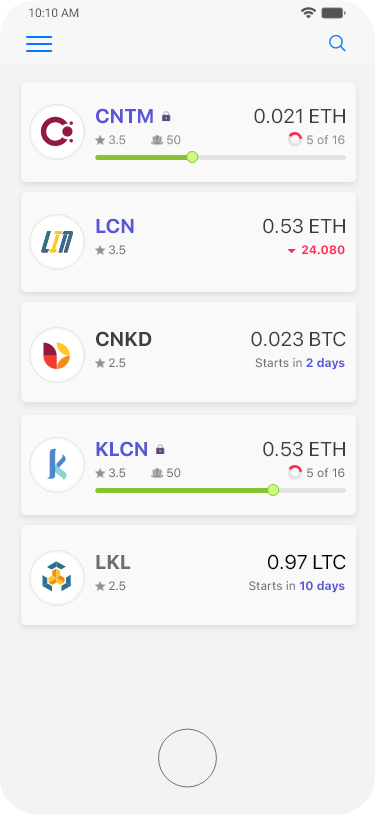 10:10 AM
CNTM 0.021 ETH
3.5 50 5 of 16
LCN 0.53 ETH
3.5 24.080
CNKD 0.023 BTC
2.5 Starts in 2 days
KLCN 0.53 ETH
3.5 50 5 of 16
LKL 0.97 LTC
2.5 Starts in 10 days